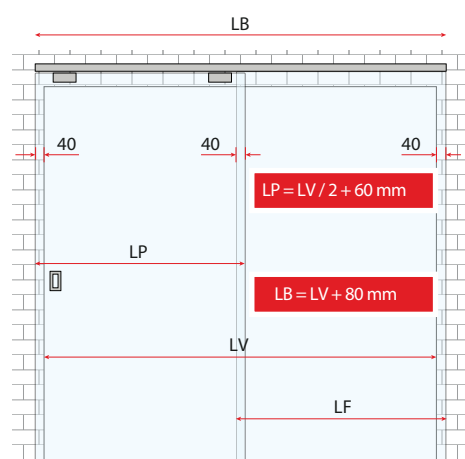 LB
40
40
40
LP = LV / 2 + 60 mm
LP
LB = LV + 80 mm
LV
LF